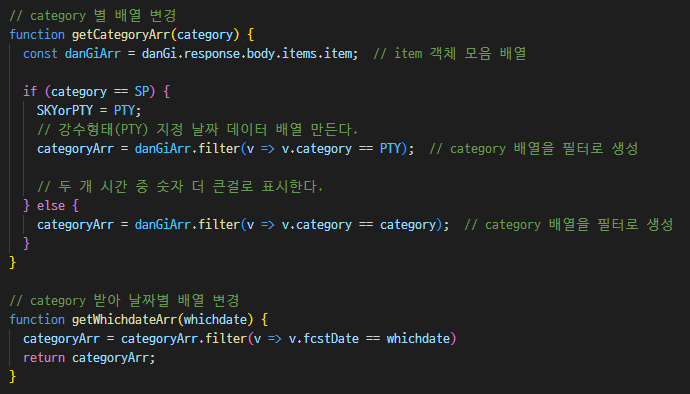 // category 별 배열 변경
function getCategoryArr(category) {
  const danGiArr = danGi.response.body.items.item;  // item 객체 모음 배열

  if (category == SP) {
    SKYorPTY = PTY;
    // 강수형태(PTY) 지정 날짜 데이터 배열 만든다.
    categoryArr = danGiArr.filter(v => v.category == PTY);  // category 배열을 필터로 생성

    // 두 개 시간 중 숫자 더 큰걸로 표시한다.
  } else {
    categoryArr = danGiArr.filter(v => v.category == category);  // category 배열을 필터로 생성
  }
}

// category 받아 날짜별 배열 변경
function getWhichdateArr(whichdate) {
  categoryArr = categoryArr.filter(v => v.fcstDate == whichdate)
  return categoryArr;
}